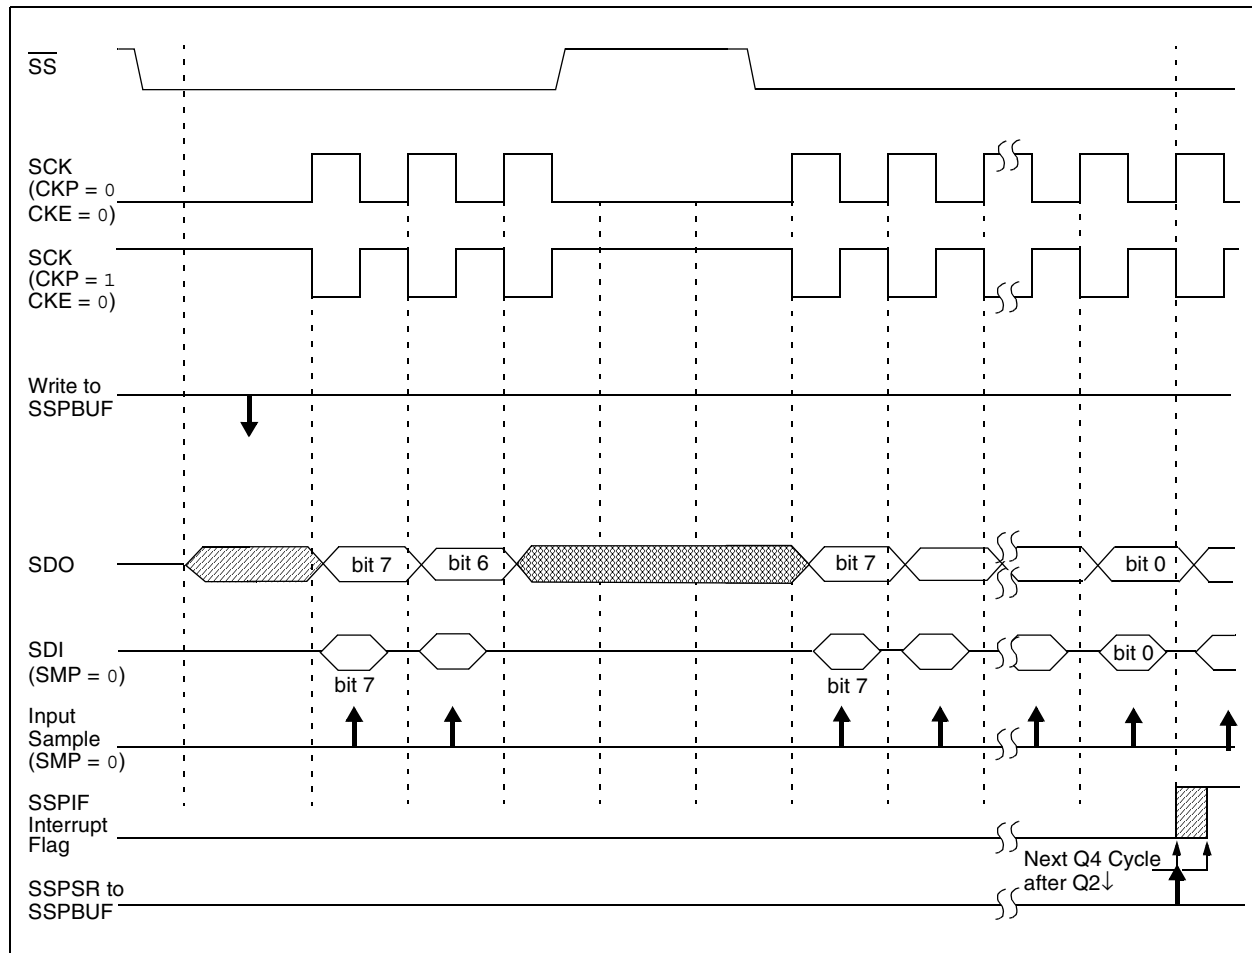 SS
SCK
(CKP = 0
CKE = 0)
SCK
(CKP = 1
CKE = 0)
Write to
SSPBUF
SDO
bit 7
bit 6
bit 7
bit 0
SDI
(SMP = 0)
bit 7
bit 7
bit 0
Input
Sample
(SMP = 0)
SSPIF
Interrupt
Flag
Next Q4 Cycle
after Q2↓
SSPSR to
SSPBUF